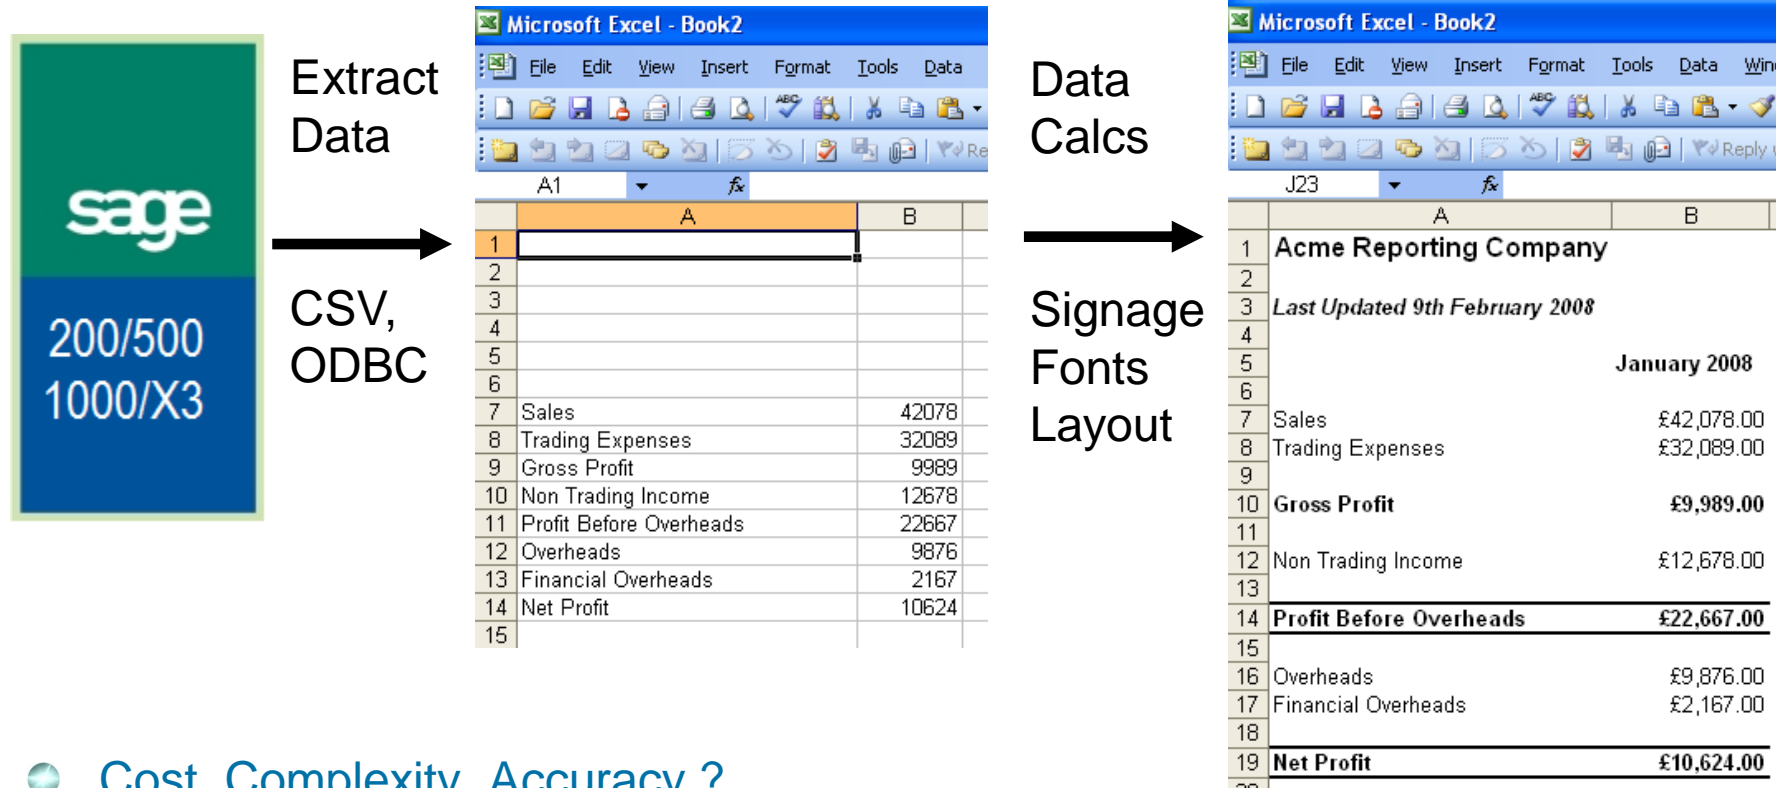 sage
200/500
1000/X3
Extract
Data
CSV,
ODBC
Microsoft Excel - Book2
File Edit View Insert Format Tools Data
ABC
Re
A1 fx
A B
1
2
3
4
5
6
7 Sales 42078
8 Trading Expenses 32089
9 Gross Profit 9989
10 Non Trading Income 12678
11 Profit Before Overheads 22667
12 Overheads 9876
13 Financial Overheads 2167
14 Net Profit 10624
15
Data
Calcs
Signage
Fonts
Layout
Microsoft Excel - Book2
File Edit View Insert Format Tools Data Win
ABC
Reply
J23 fx
A B
1 Acme Reporting Company
2
3 Last Updated 9th February 2008
4
5 January 2008
6
7 Sales £42,078.00
8 Trading Expenses £32,089.00
9
10 Gross Profit £9,989.00
11
12 Non Trading Income £12,678.00
13
14 Profit Before Overheads £22,667.00
15
16 Overheads £9,876.00
17 Financial Overheads £2,167.00
18
19 Net Profit £10,624.00
Cost Complexity Accuracy ?